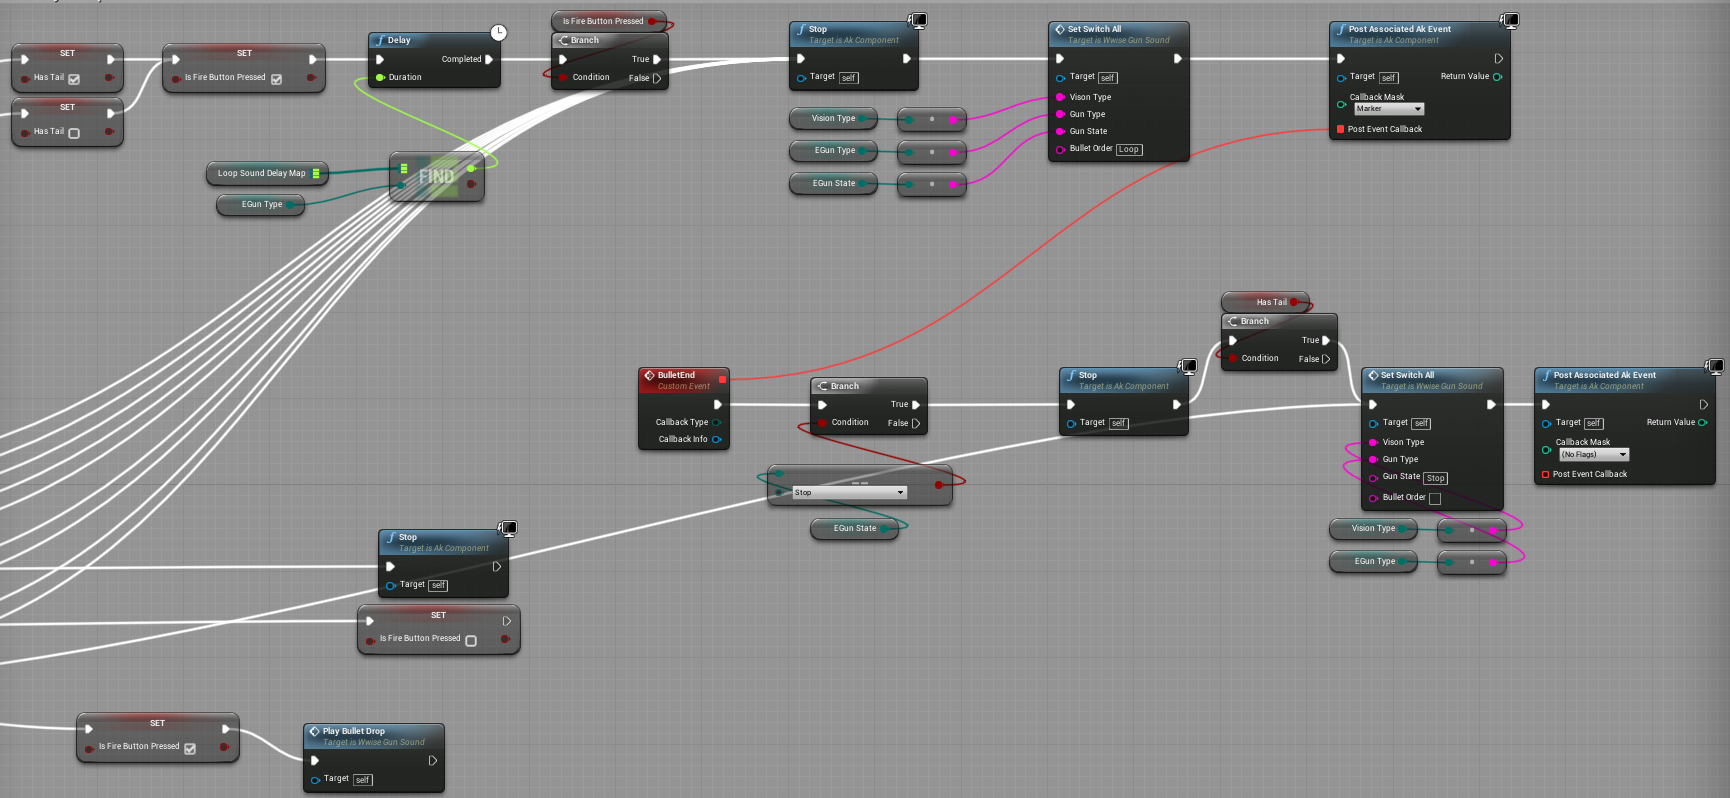 SET
Has Tail
SET
Has Tail
SET
Is Fire Button Pressed
Delay
Completed
Duration
Is Fire Button Pressed
Branch
True
Condition
False
Stop
Target is Ak Component
Target self
Set Switch All
Target is Wwise Gun Sound
Target self
Vison Type
Gun Type
Gun State
Bullet Order Loop
Vision Type
EGun Type
EGun State
Post Associated Ak Event
Target is Ak Component
Target self
Return Value
Callback Mask
Marker
Post Event Callback
Loop Sound Delay Map
FIND
EGun Type
Has Tail
Branch
True
Condition
False
BulletEnd
Custom Event
Callback Type
Callback Info
Branch
True
Condition
False
==
Stop
EGun State
Stop
Target is Ak Component
Target self
Set Switch All
Target is Wwise Gun Sound
Target self
Vison Type
Gun Type
Gun State Stop
Bullet Order
Vision Type
EGun Type
Post Associated Ak Event
Target is Ak Component
Target self
Return Value
Callback Mask
(No Flags)
Post Event Callback
Stop
Target is Ak Component
Target self
SET
Is Fire Button Pressed
SET
Is Fire Button Pressed
Play Bullet Drop
Target is Wwise Gun Sound
Target self